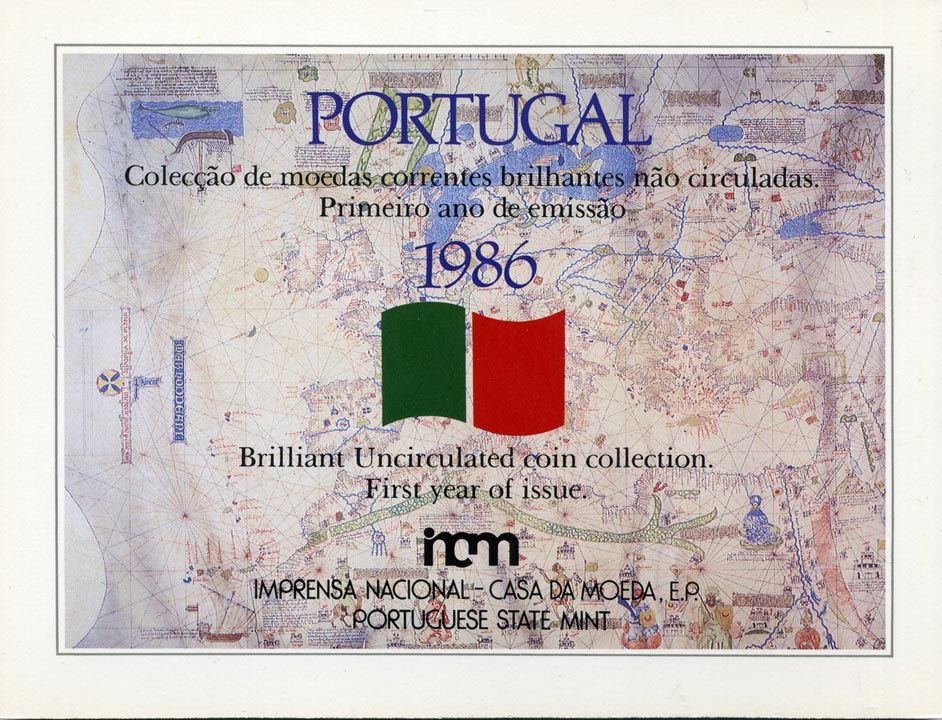 PORTUGAL
Colecção de moedas correntes brilhantes não circuladas.
Primeiro ano de emissão
1986
Brilliant Uncirculated coin collection.
First year of issue.
incm
IMPRENSA NACIONAL - CASA DA MOEDA, E.P.
PORTUGUESE STATE MINT